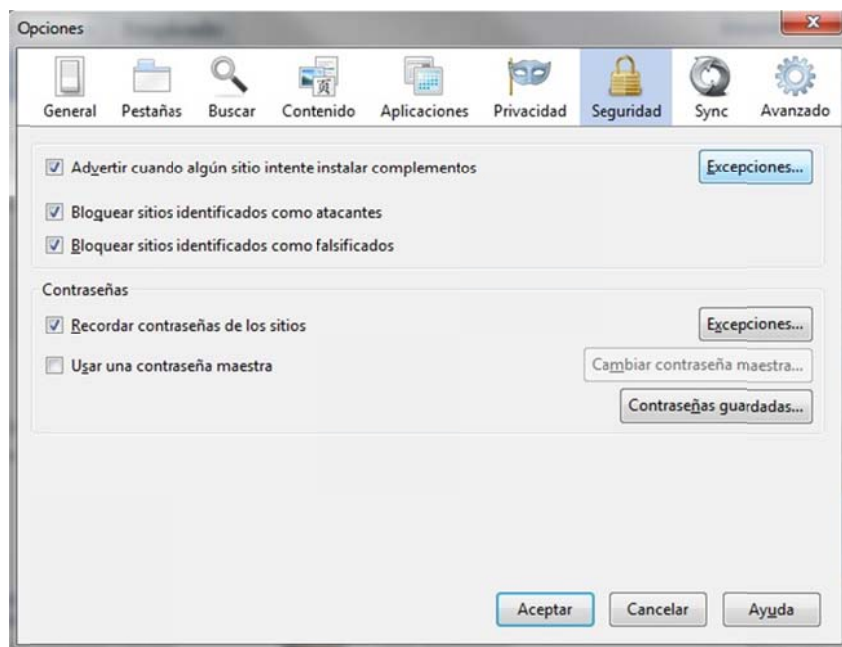 Opciones
General Pestañas Buscar Contenido Aplicaciones Privacidad Seguridad Sync Avanzado
Advertir cuando algún sitio intente instalar complementos Excepciones...
Bloquear sitios identificados como atacantes
Bloquear sitios identificados como falsificados
Contraseñas
Recordar contraseñas de los sitios Excepciones...
Usar una contraseña maestra Cambiar contraseña maestra...
Contraseñas guardadas...
Aceptar Cancelar Ayuda